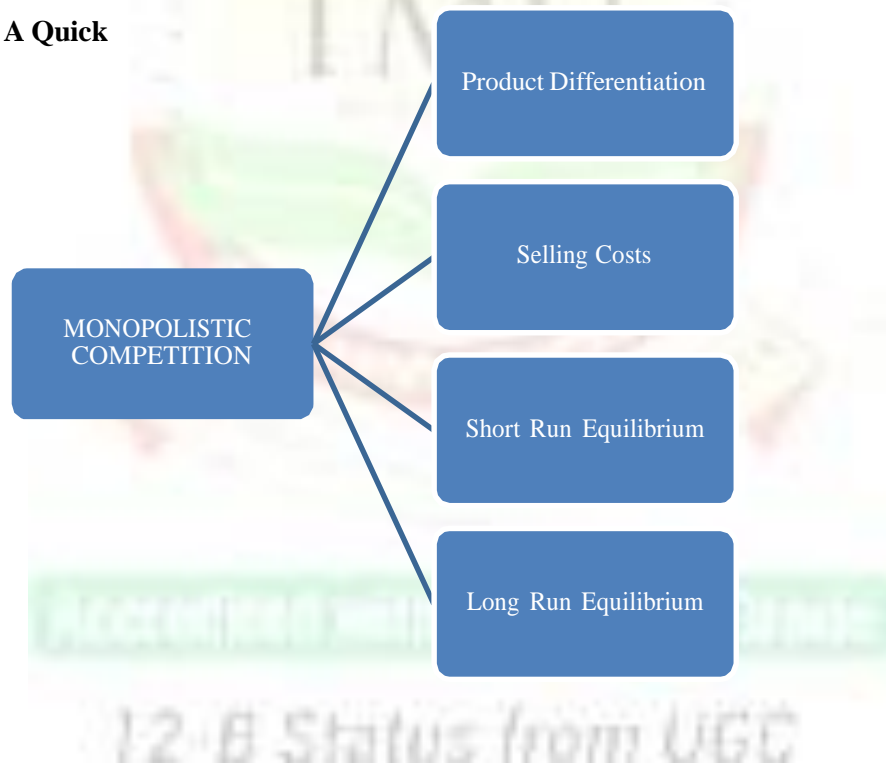 A Quick
Product Differentiation
Selling Costs
MONOPOLISTIC
COMPETITION
Short Run Equilibrium
Long Run Equilibrium
12-B Status from UGC